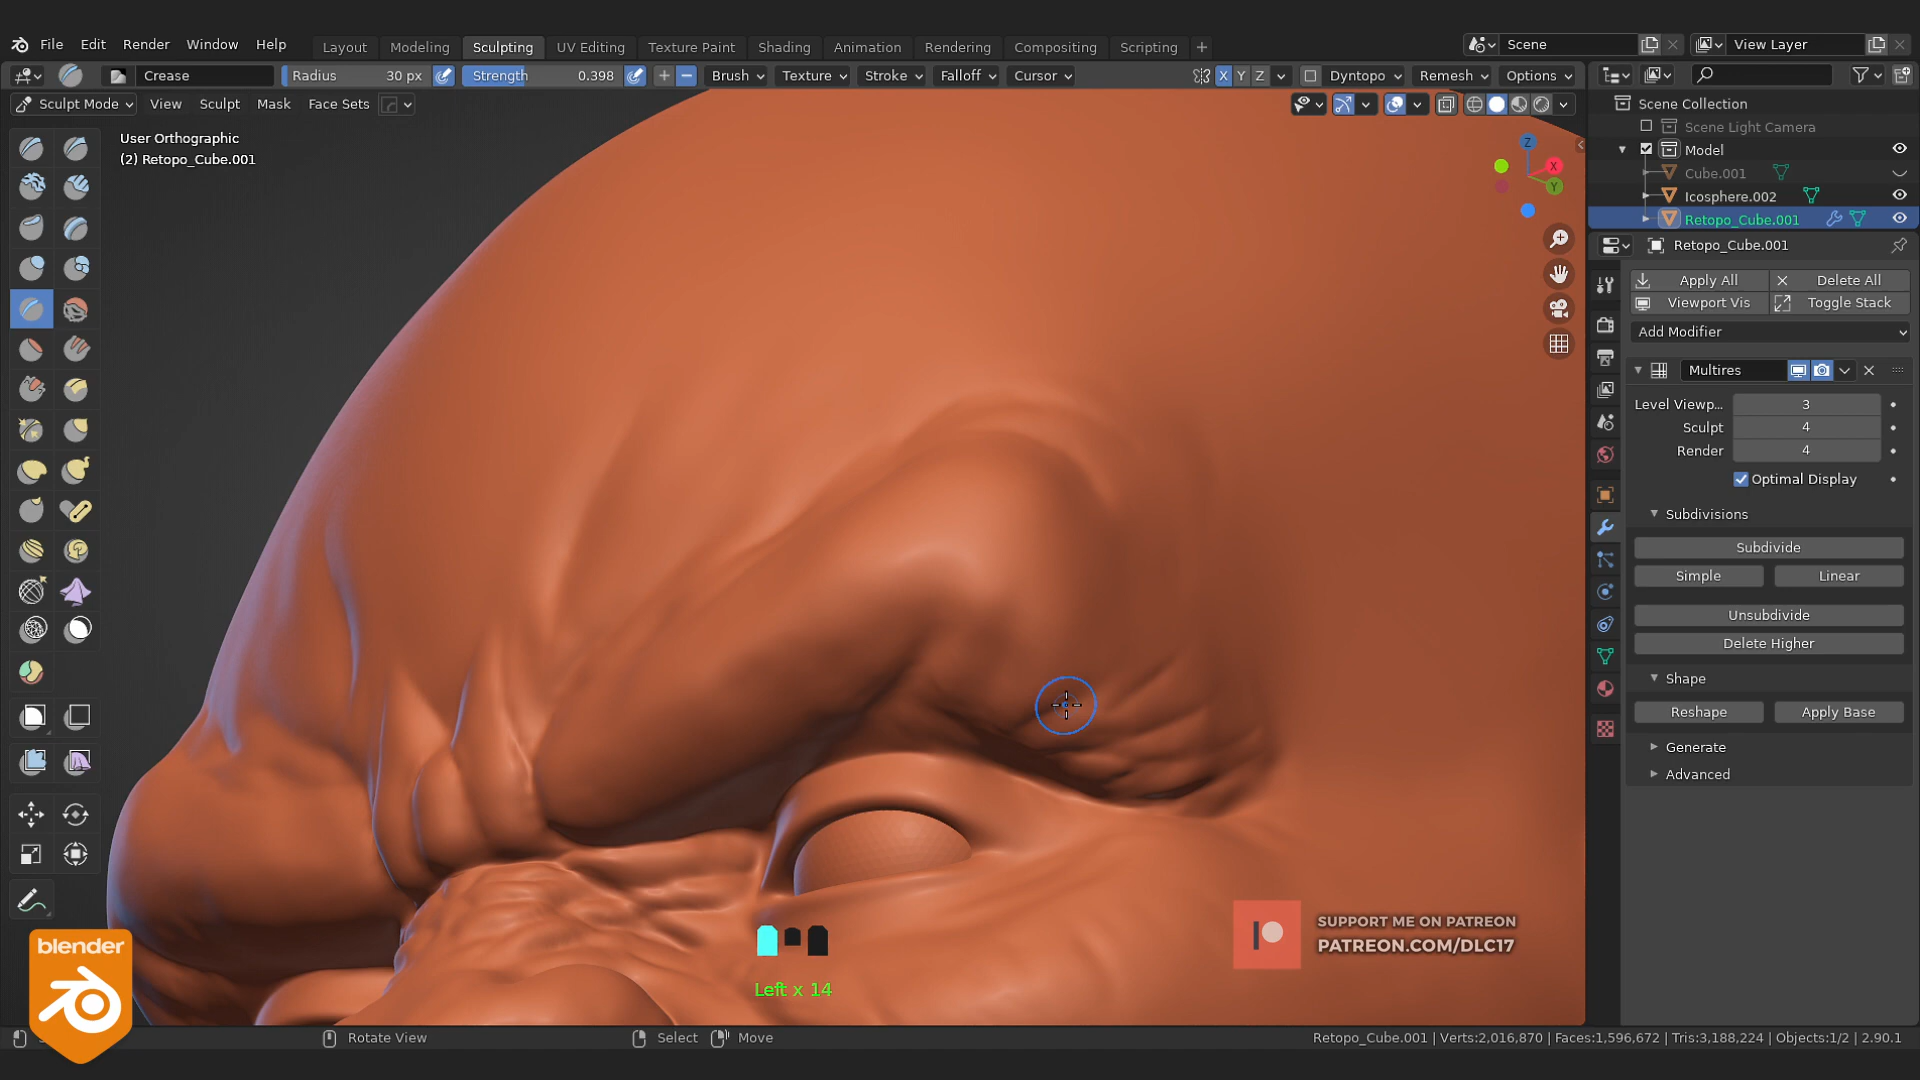 File Edit Render Window Help Layout Modeling Sculpting UV Editing Texture Paint Shading Animation Rendering Compositing Scripting + Scene View Layer
Crease Radius 30 px Strength 0.398 Brush Texture Stroke Falloff Cursor X Y Z Dyntopo Remesh Options
Sculpt Mode View Sculpt Mask Face Sets
User Orthographic
(2) Retopo_Cube.001
Z
X
Y
Scene Collection
Scene Light Camera
Model
Cube.001
Icosphere.002
Retopo_Cube.001
Retopo_Cube.001
Apply All Delete All
Viewport Vis Toggle Stack
Add Modifier
Multires
Level Viewp... 3
Sculpt 4
Render 4
Optimal Display
Subdivisions
Subdivide
Simple Linear
Unsubdivide
Delete Higher
Shape
Reshape Apply Base
Generate
Advanced
SUPPORT ME ON PATREON
PATREON.COM/DLC17
blender
Left x 14
Rotate View Select Move Retopo_Cube.001 | Verts:2,016,870 | Faces:1,596,672 | Tris:3,188,224 | Objects:1/2 | 2.90.1